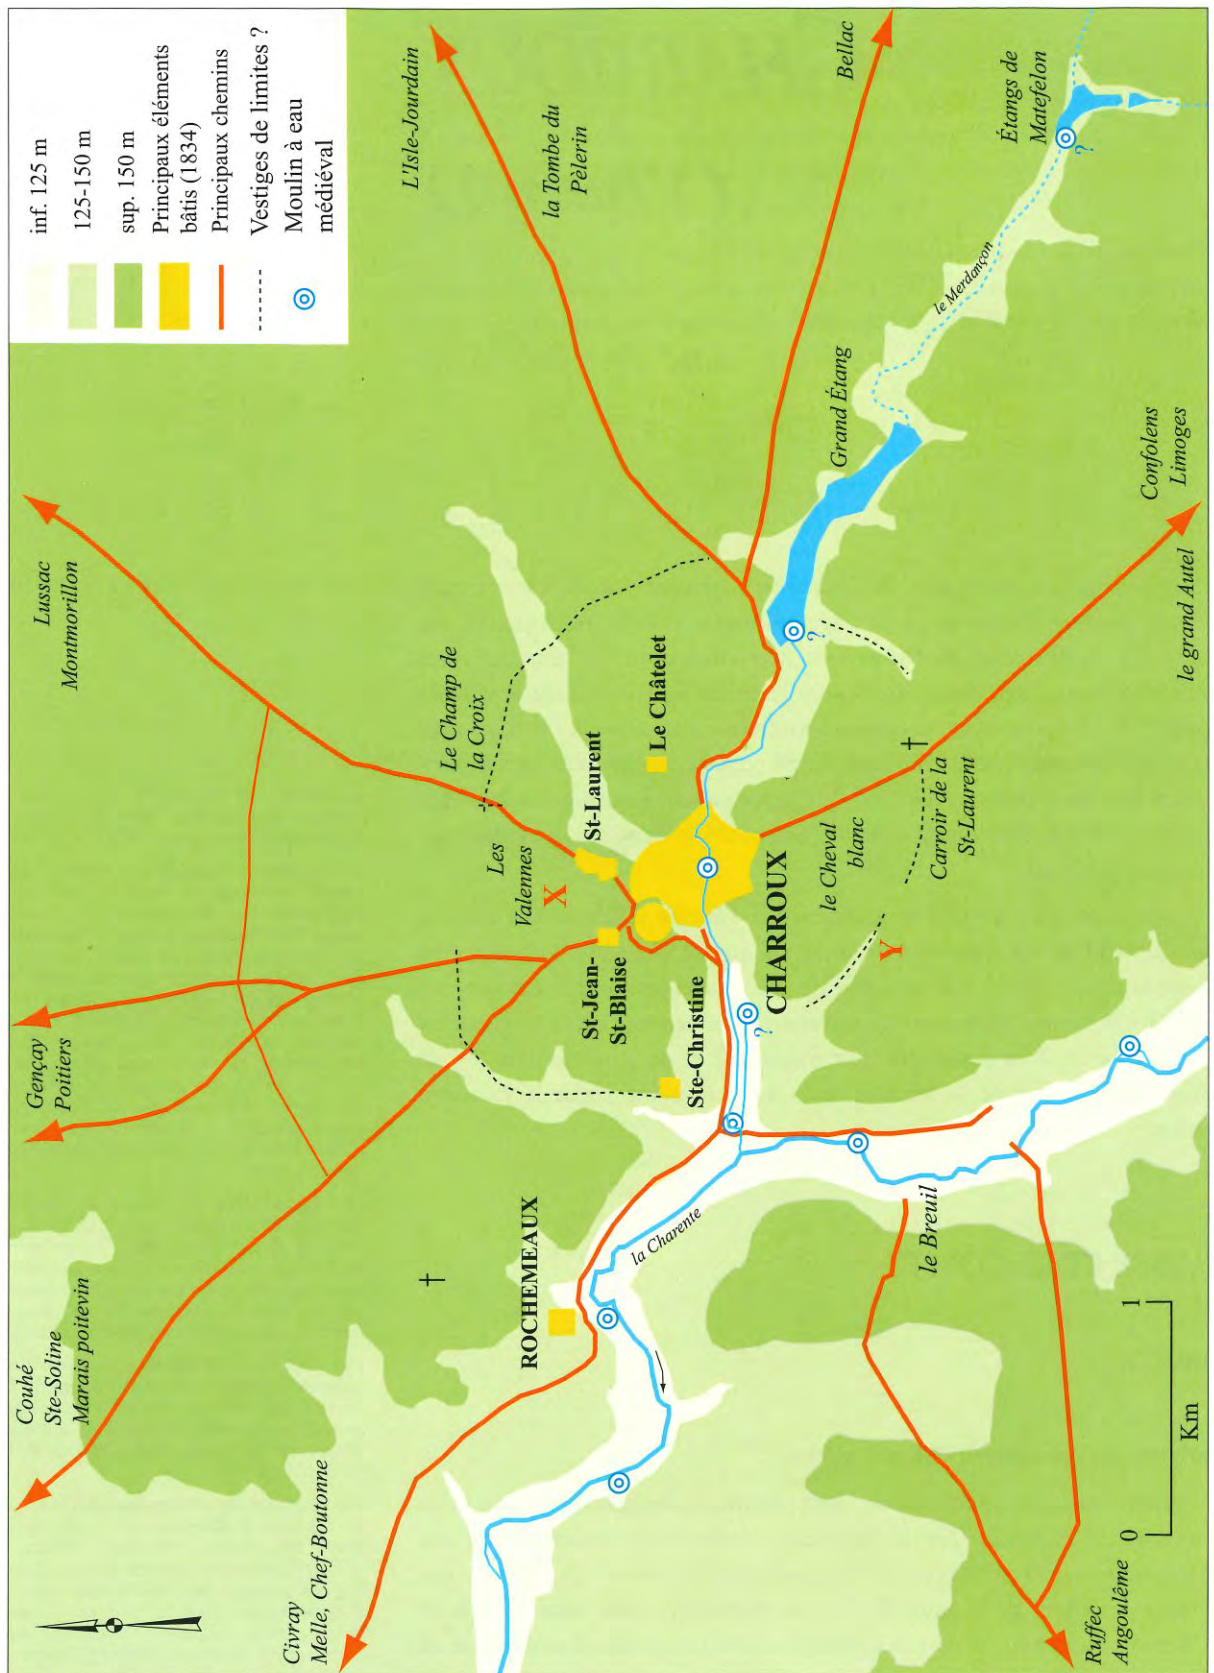 inf. 125 m
125-150 m
sup. 150 m
Principaux éléments
bâtis (1834)
Principaux chemins
Vestiges de limites ?
Moulin à eau
médiéval
Civray
Melle, Chef-Boutonne
Couhé
Ste-Soline
Marais poitevin
Gençay
Poitiers
Lussac
Montmorillon
L'Isle-Jourdain
la Tombe du
Pèlerin
Bellac
Étangs de
Matefelon
?
le Merdançon
Grand Étang
?
Confolens
Limoges
le grand Autel
Le Champ de
la Croix
Les
Valennes
X
St-Laurent
Le Châtelet
St-Jean-
St-Blaise
Ste-Christine
CHARROUX
?
le Cheval
blanc
Carroir de la
St-Laurent
Y
ROCHEMEAUX
la Charente
le Breuil
Ruffec
Angoulême
0
1
Km